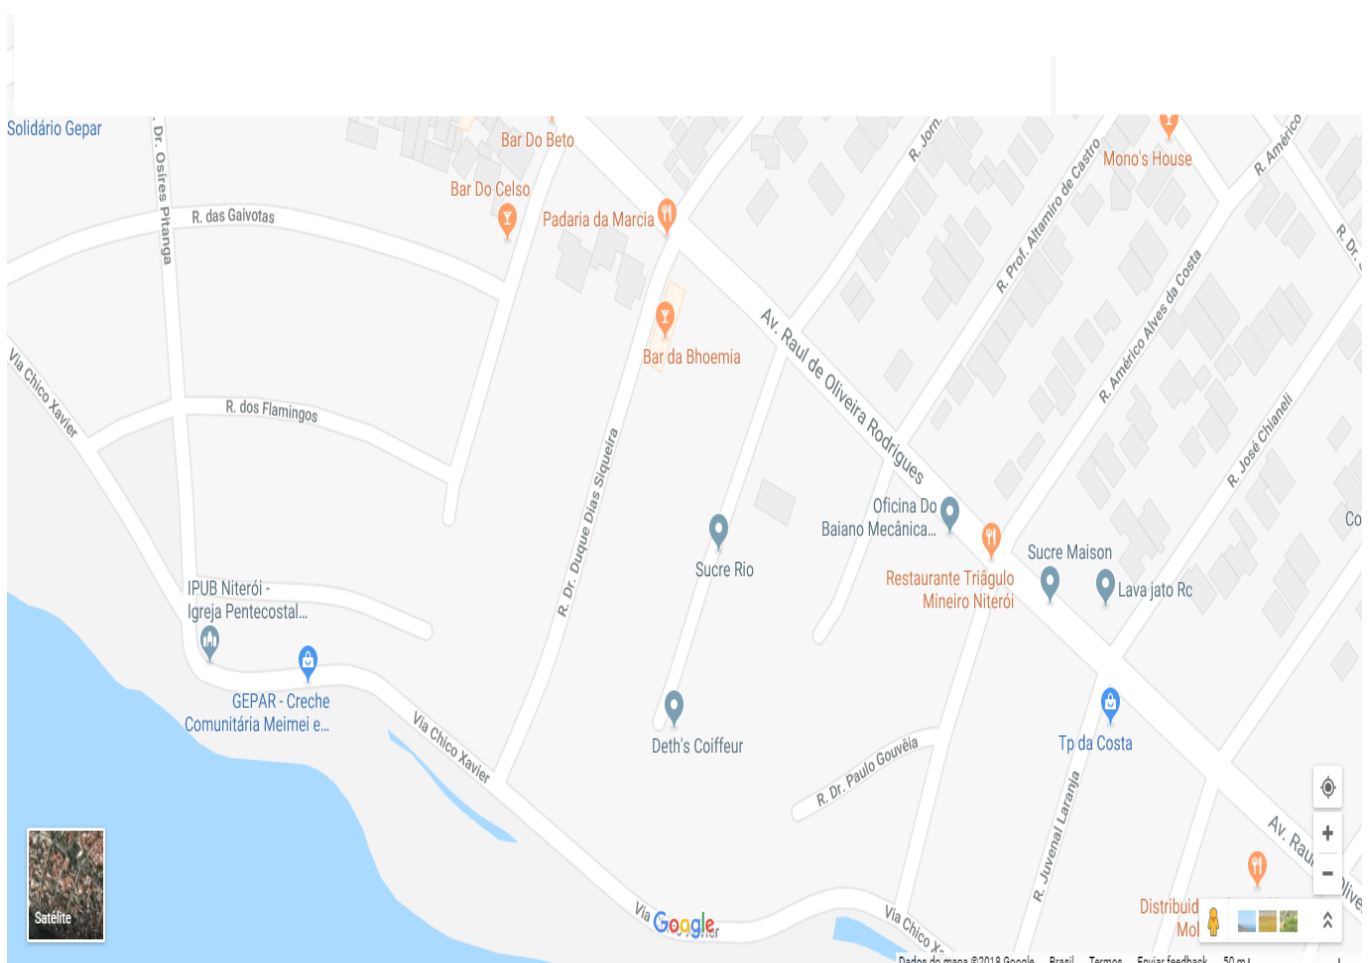 Solidário Gepar
R. Dr. Osíres Pitanga
Bar Do Beto
Bar Do Celso
Padaria da Marcia
R. das Gaivotas
R. Jorn.
R. Prof. Altamiro de Castro
Mono's House
R. Américo
R. Dr.
Bar da Bhoemia
Av. Raul de Oliveira Rodrigues
R. Américo Alves da Costa
Via Chico Xavier
R. dos Flamingos
R. José Chianeli
R. Dr. Duque Dias Siqueira
Oficina Do
Baiano Mecânica...
Co
Sucre Rio
Restaurante Triâgulo
Mineiro Niterói
Sucre Maison
Lava jato Rc
IPUB Niterói -
Igreja Pentecostal...
GEPAR - Creche
Comunitária Meimei e...
Via Chico Xavier
Deth's Coiffeur
Tp da Costa
R. Dr. Paulo Gouvêia
R. Juvenal Laranja
Av. Rau
Olive
Satélite
Via
Google
Via Chico
Distribuid
Mol
Dados do mapa ©2018 Google Brasil Termos Enviar feedback 50 m